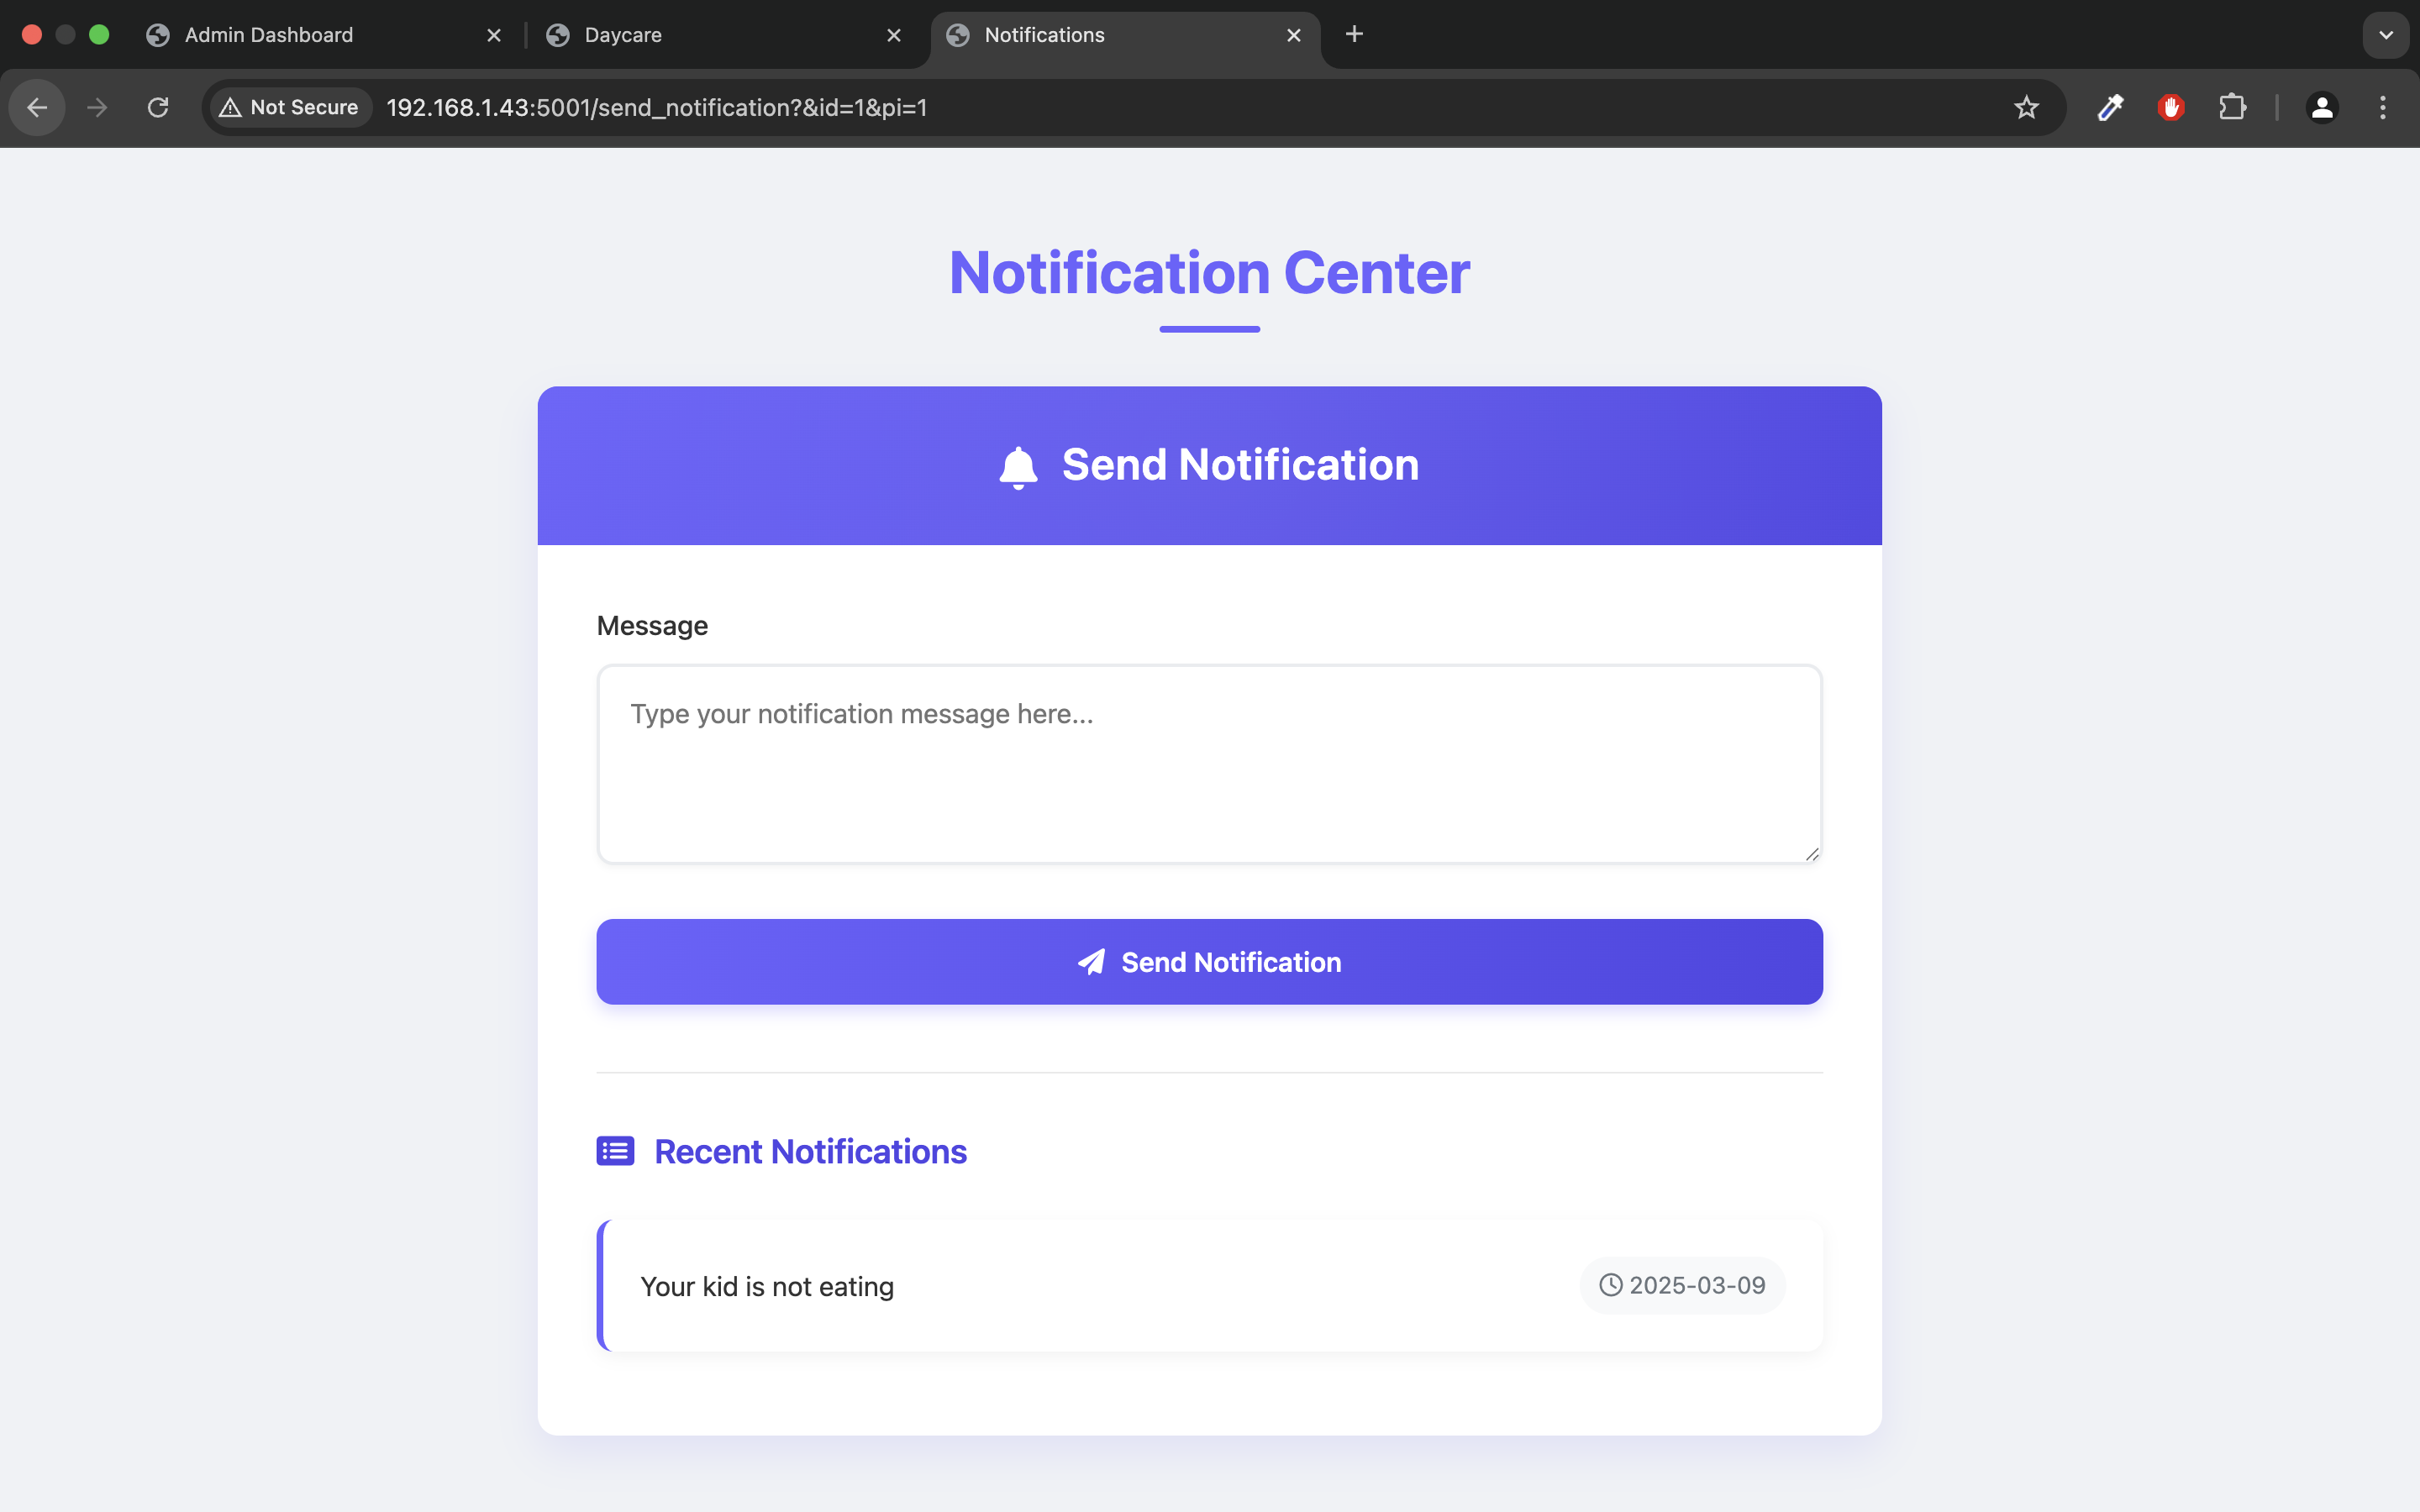 Admin Dashboard
Daycare
Notifications
Not Secure
192.168.1.43:5001/send_notification?&id=1&pi=1
Notification Center
Send Notification
Message
Type your notification message here...
Send Notification
Recent Notifications
Your kid is not eating
2025-03-09